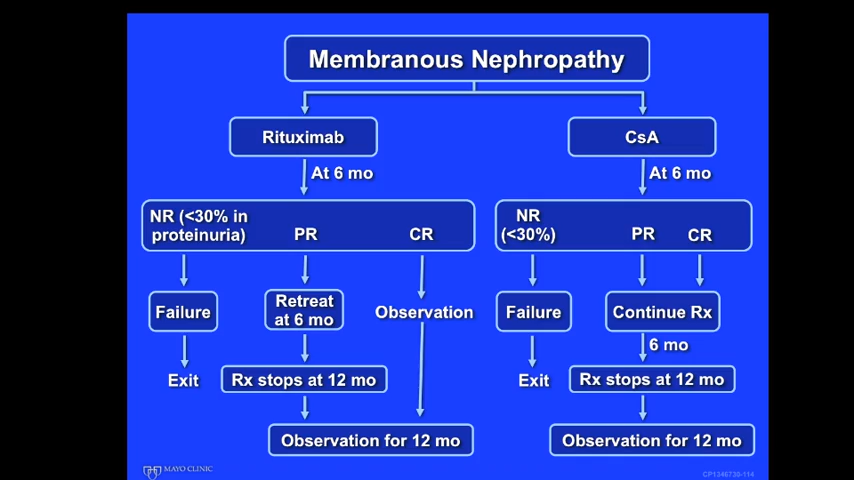 Membranous Nephropathy
Rituximab
CsA
At 6 mo
At 6 mo
NR (<30% in
proteinuria)
PR
CR
NR
(<30%)
PR
CR
Failure
Retreat
at 6 mo
Observation
Failure
Continue Rx
6 mo
Exit
Rx stops at 12 mo
Exit
Rx stops at 12 mo
Observation for 12 mo
Observation for 12 mo
MAYO CLINIC
CP1346730-114